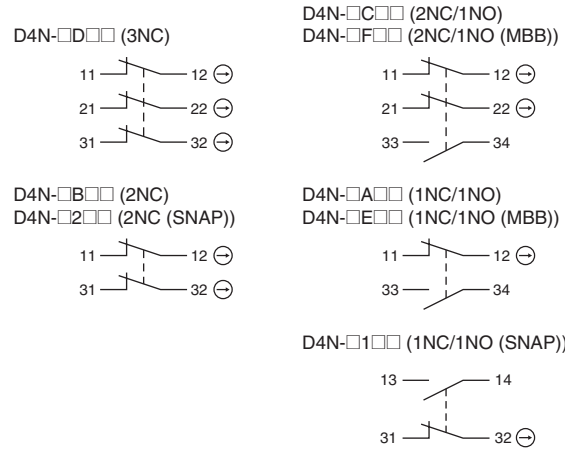 D4N-□D□□ (3NC)
11 12
21 22
31 32
D4N-□B□□ (2NC)
D4N-□2□□ (2NC (SNAP))
11 12
31 32
D4N-□C□□ (2NC/1NO)
D4N-□F□□ (2NC/1NO (MBB))
11 12
21 22
33 34
D4N-□A□□ (1NC/1NO)
D4N-□E□□ (1NC/1NO (MBB))
11 12
33 34
D4N-□1□□ (1NC/1NO (SNAP))
13 14
31 32